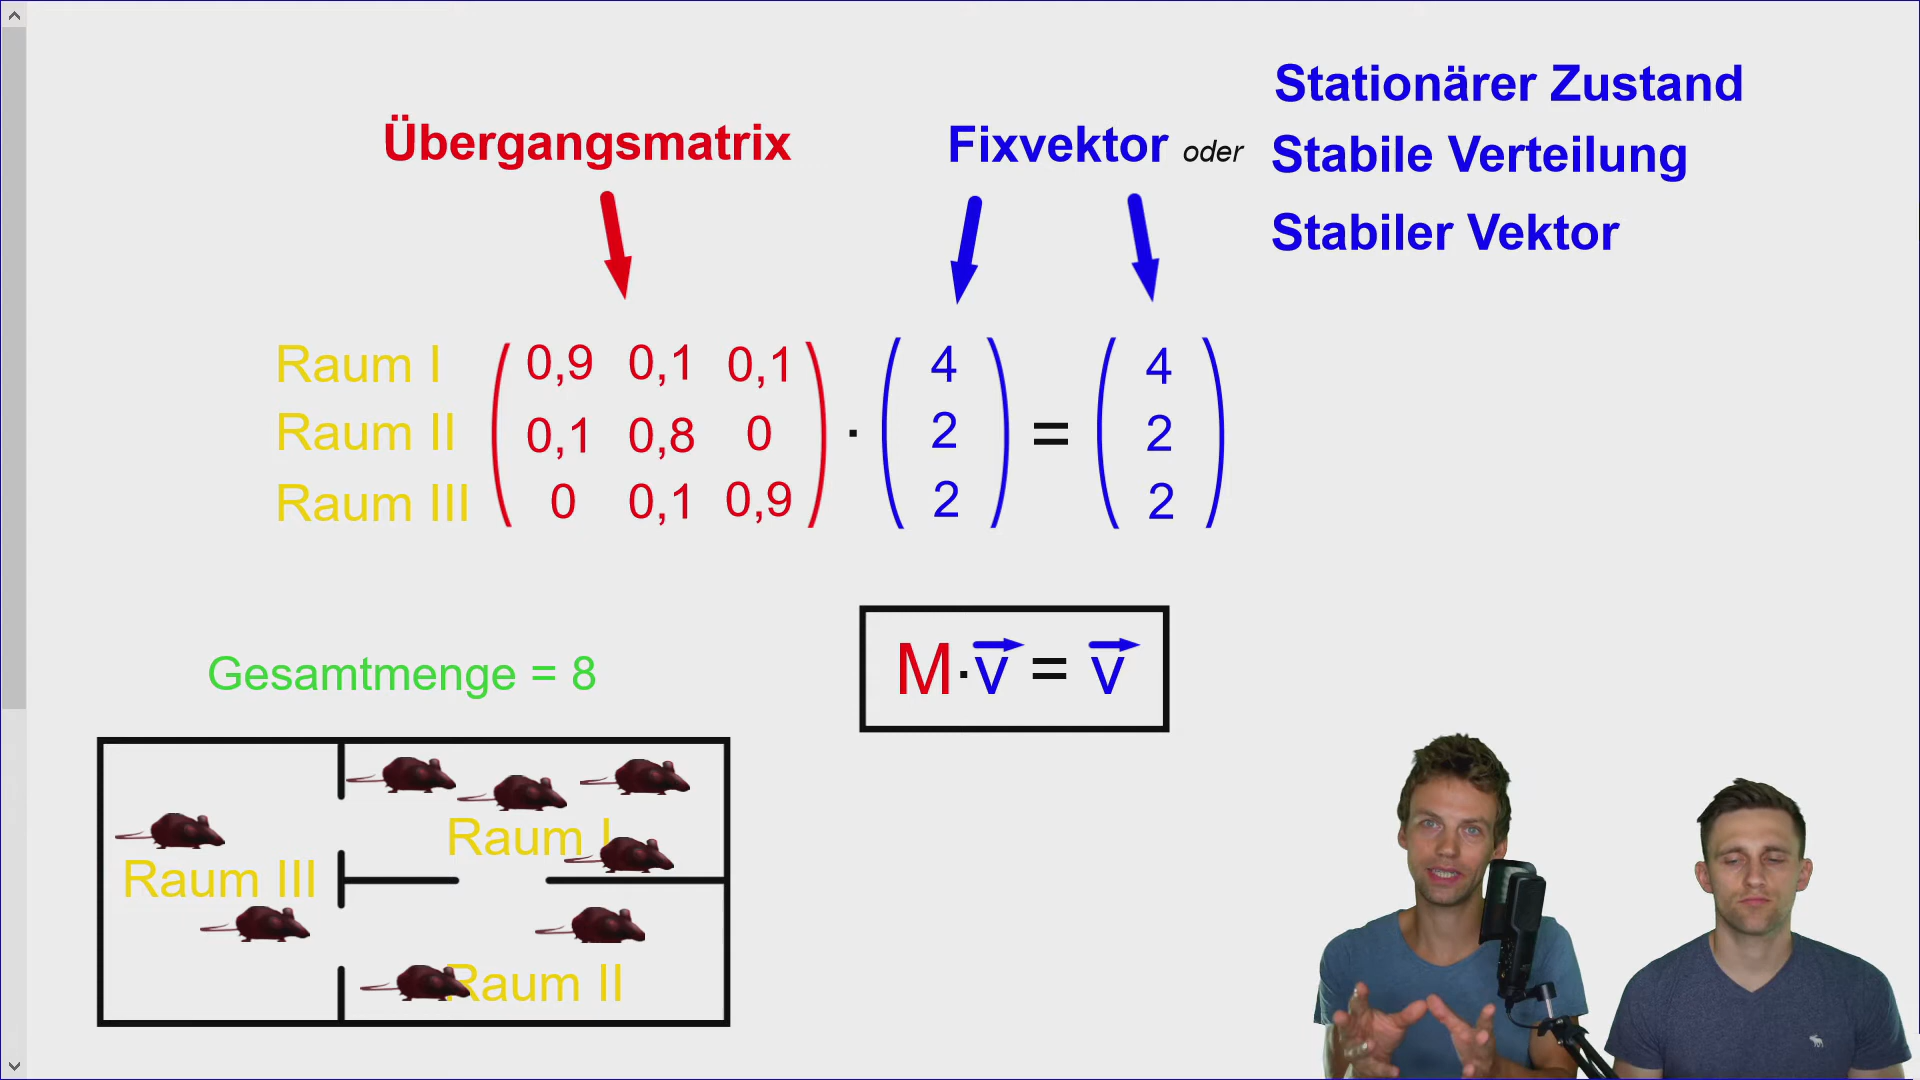 Stationärer Zustand
Übergangsmatrix Fixvektor oder Stabile Verteilung
Stabiler Vektor
Raum I 0,9 0,1 0,1 4 4
Raum II 0,1 0,8 0 · 2 = 2
Raum III 0 0,1 0,9 2 2
M·v = v
Gesamtmenge = 8
Raum I
Raum III
Raum II